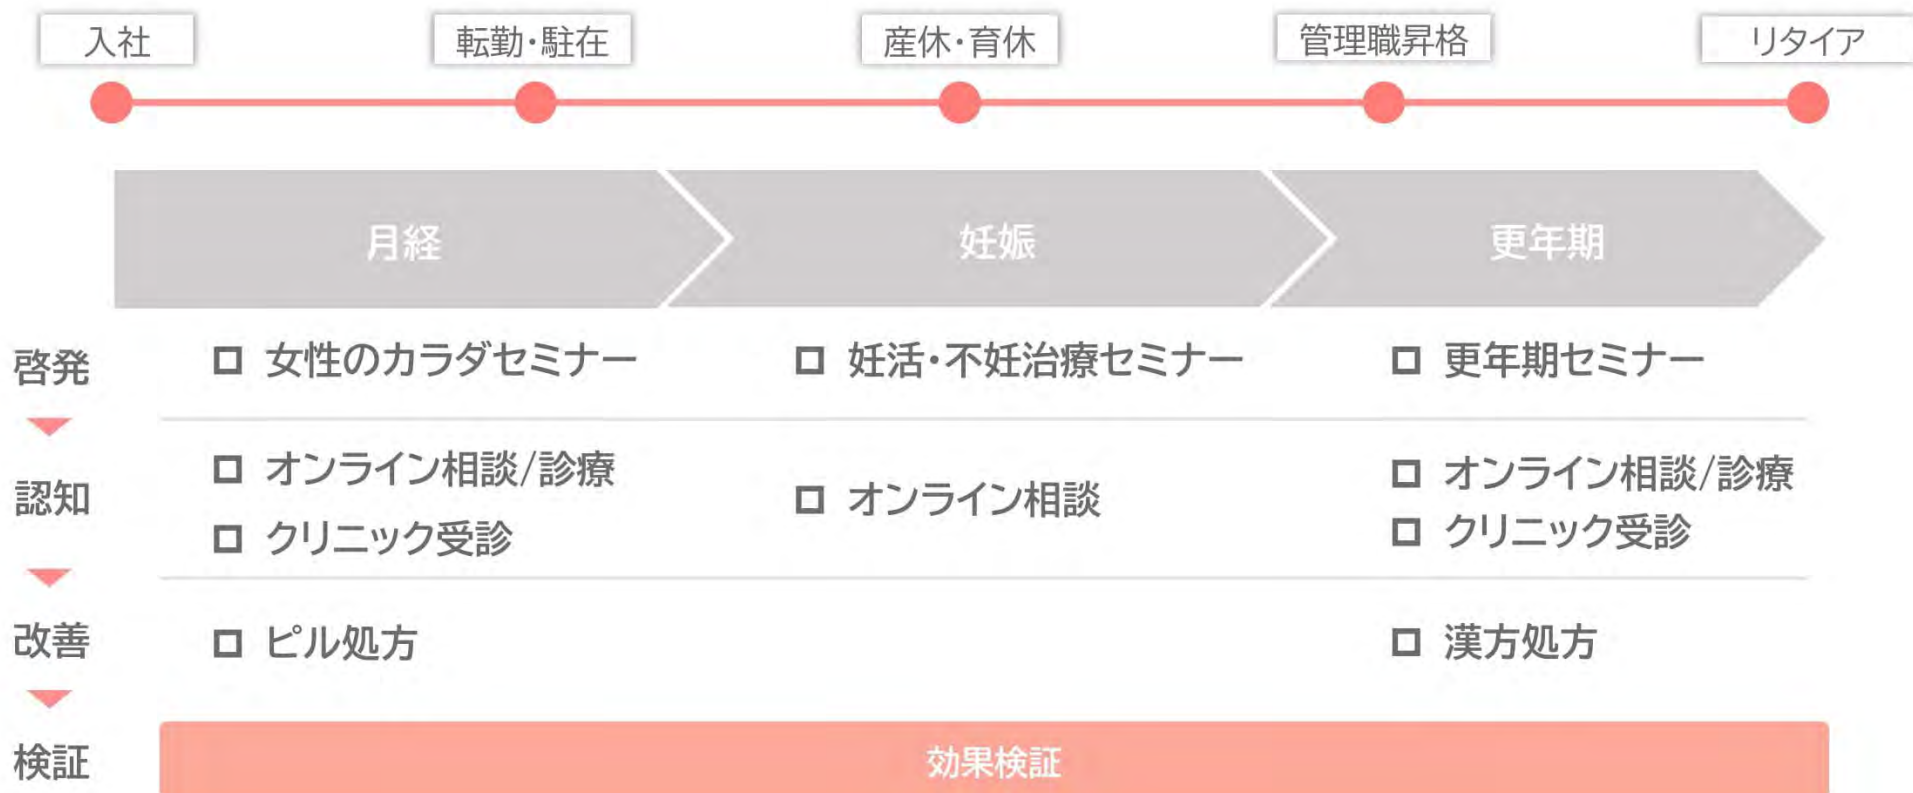 入社
転勤・駐在
産休・育休
管理職昇格
リタイア
月経
妊娠
更年期
啓発
□ 女性のカラダセミナー
□ 妊活・不妊治療セミナー
□ 更年期セミナー
認知
□ オンライン相談/診療
□ クリニック受診
□ オンライン相談
□ オンライン相談/診療
□ クリニック受診
改善
□ ピル処方
□ 漢方処方
検証
効果検証